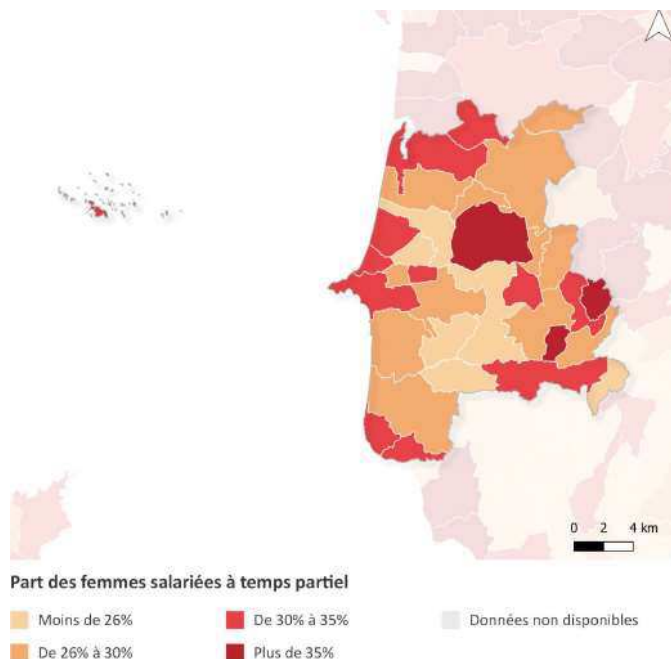 0 2 4 km
Part des femmes salariées à temps partiel
Moins de 26%
De 30% à 35%
Données non disponibles
De 26% à 30%
Plus de 35%